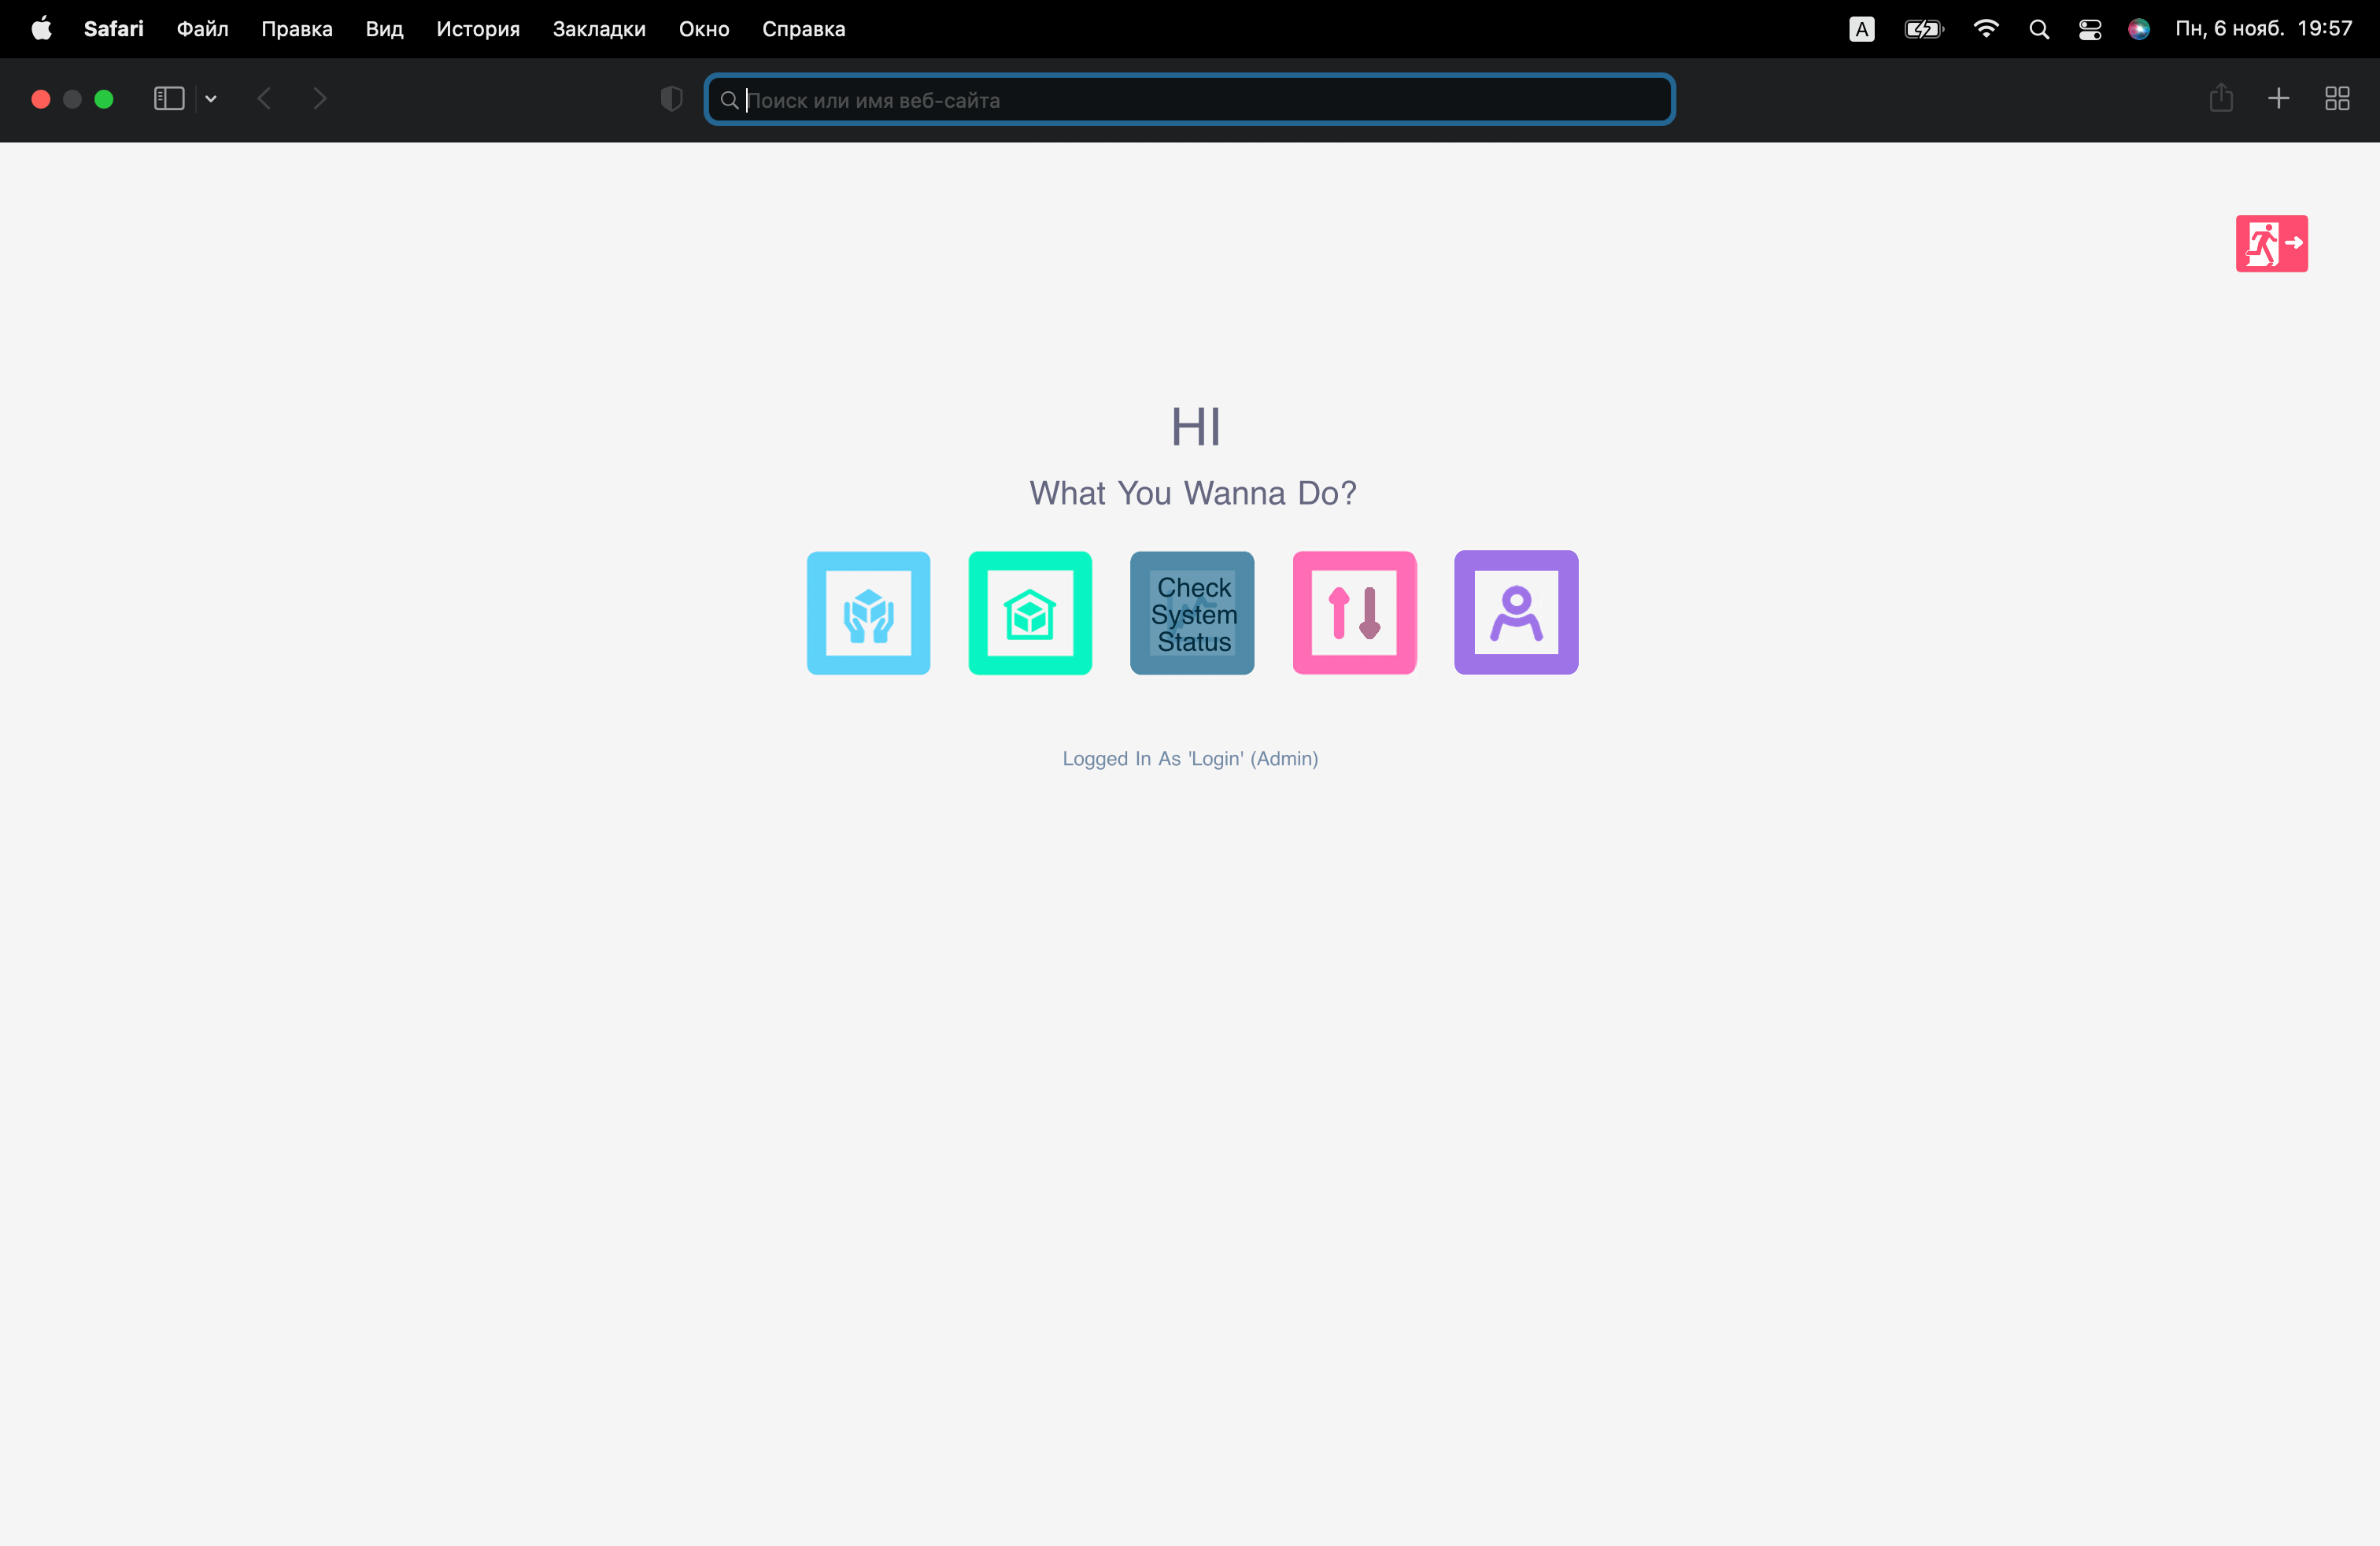 Safari Файл Правка Вид История Закладки Окно Справка A Пн, 6 нояб. 19:57
Поиск или имя веб-сайта
HI
What You Wanna Do?
Check
System
Status
Logged In As 'Login' (Admin)